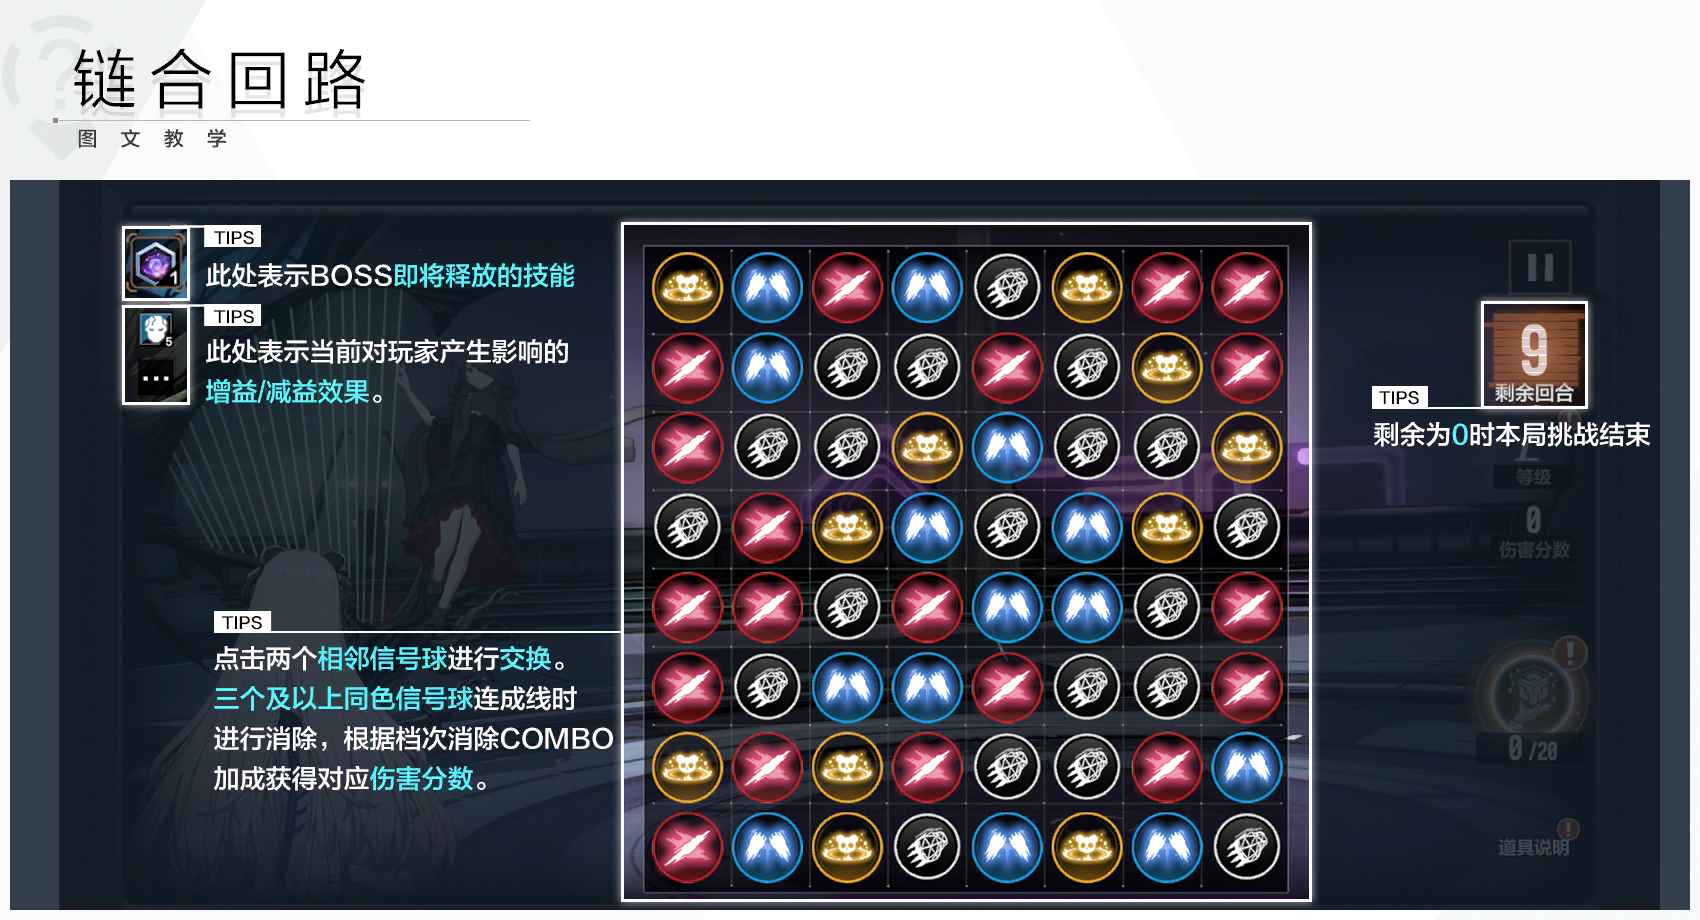 链合回路
图文教学
TIPS
此处表示BOSS即将释放的技能
1
TIPS
此处表示当前对玩家产生影响的
增益/减益效果。
5
...
9
剩余回合
TIPS
剩余为0时本局挑战结束
等级
0
伤害分数
TIPS
点击两个相邻信号球进行交换。
三个及以上同色信号球连成线时
进行消除，根据档次消除COMBO
加成获得对应伤害分数。
!
0/20
!
道具说明